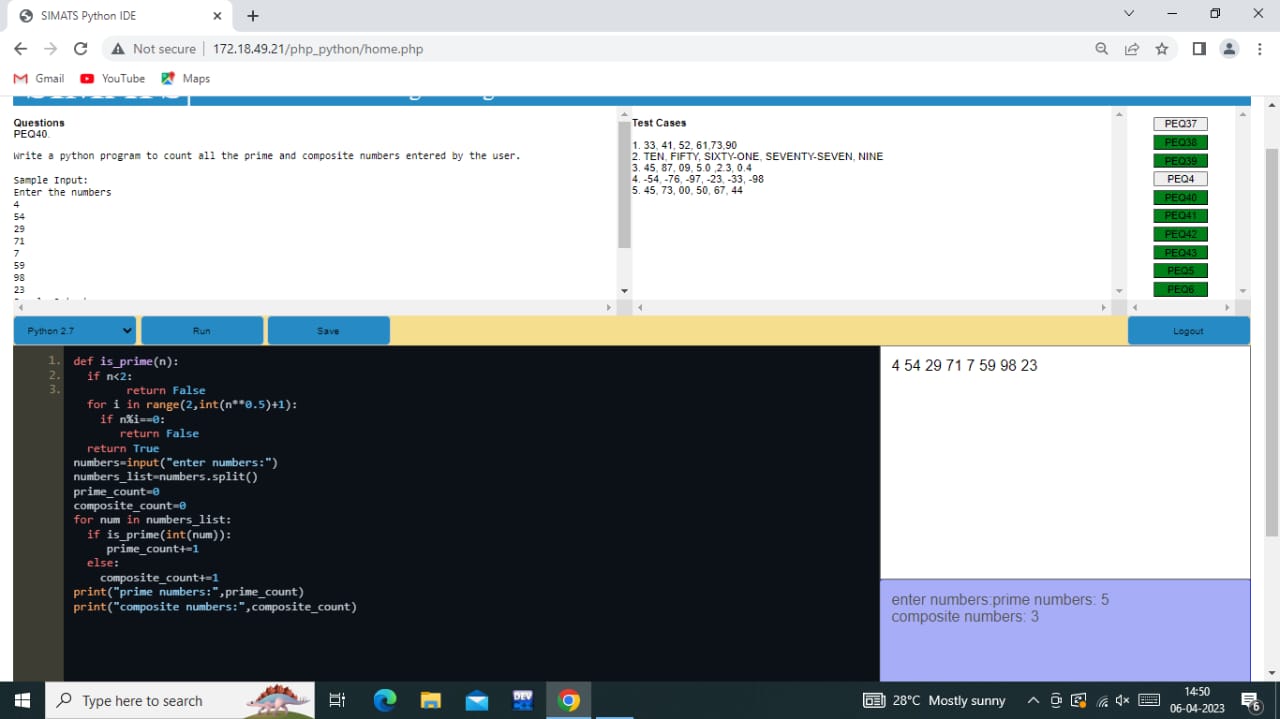 SIMATS Python IDE
Not secure 172.18.49.21/php_python/home.php
Gmail YouTube Maps
Questions
PEQ40.
Write a python program to count all the prime and composite numbers entered by the user.
Sample Input:
Enter the numbers
4
54
29
71
7
59
98
23
Test Cases
1. 33, 41, 52, 61,73,90
2. TEN, FIFTY, SIXTY-ONE, SEVENTY-SEVEN, NINE
3. 45, 87, 09, 5.0 ,2.3, 0.4
4. -54, -76, -97, -23, -33, -98
5. 45, 73, 00, 50, 67, 44
PEQ37
PEQ38
PEQ39
PEQ4
PEQ40
PEQ41
PEQ42
PEQ43
PEQ5
PEQ6
Python 2.7 Run Save Logout
1. def is_prime(n):
2. if n<2:
3. return False
for i in range(2,int(n**0.5)+1):
if n%i==0:
return False
return True
numbers=input("enter numbers:")
numbers_list=numbers.split()
prime_count=0
composite_count=0
for num in numbers_list:
if is_prime(int(num)):
prime_count+=1
else:
composite_count+=1
print("prime numbers:",prime_count)
print("composite numbers:",composite_count)
4 54 29 71 7 59 98 23
enter numbers:prime numbers: 5
composite numbers: 3
Type here to search
DEV
28°C Mostly sunny
14:50
06-04-2023
6